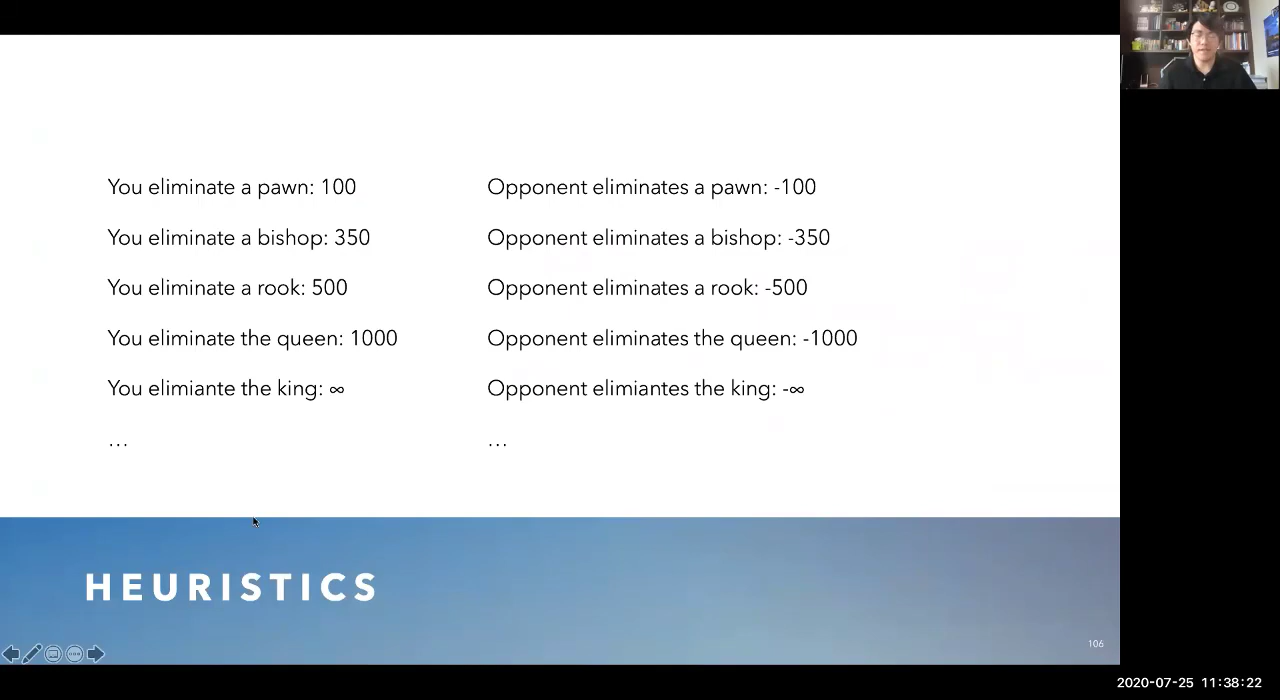 You eliminate a pawn: 100
Opponent eliminates a pawn: -100
You eliminate a bishop: 350
Opponent eliminates a bishop: -350
You eliminate a rook: 500
Opponent eliminates a rook: -500
You eliminate the queen: 1000
Opponent eliminates the queen: -1000
You elimiante the king: ∞
Opponent elimiantes the king: -∞
...
...
HEURISTICS
106
2020-07-25 11:38:22